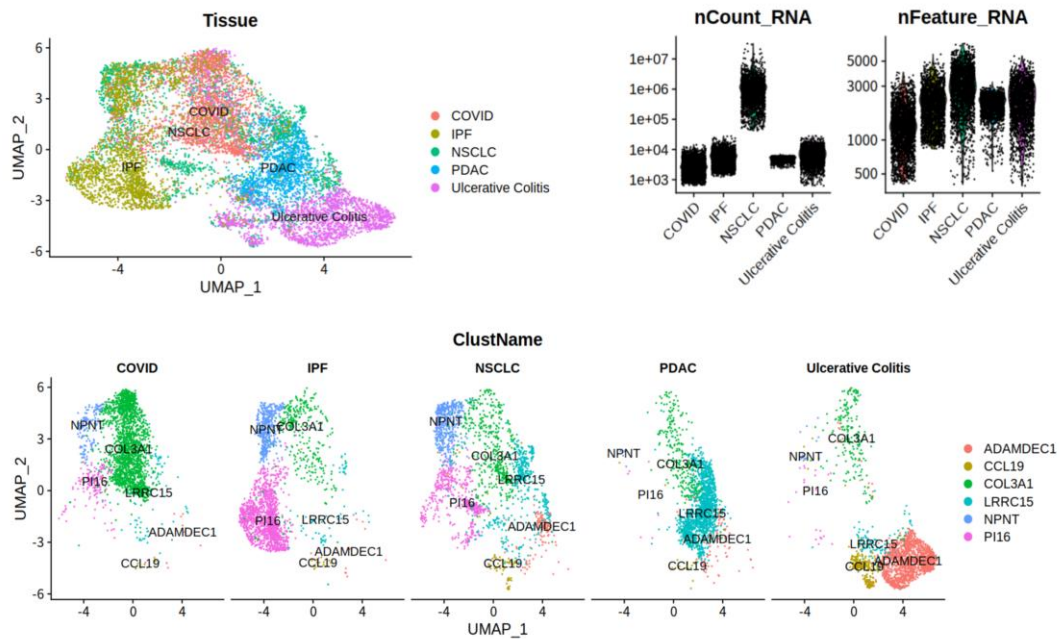 Tissue
6
3
0
-3
-6
UMAP_2
-4
0
4
UMAP_1
COVID
NSCLC
IPF
PDAC
Ulcerative Colitis
COVID
IPF
NSCLC
PDAC
Ulcerative Colitis
nCount_RNA
1e+07
1e+06
1e+05
1e+04
1e+03
COVID
IPF
NSCLC
PDAC
Ulcerative Colitis
nFeature_RNA
5000
3000
1000
500
COVID
IPF
NSCLC
PDAC
Ulcerative Colitis
ClustName
COVID
IPF
NSCLC
PDAC
Ulcerative Colitis
6
3
0
-3
-6
UMAP_2
NPNT
COL3A1
PI16
LRRC15
ADAMDEC1
CCL19
NPNT
COL3A1
PI16
LRRC15
ADAMDEC1
CCL19
NPNT
COL3A1
LRRC15
PI16
ADAMDEC1
NPNT
COL3A1
PI16
LRRC15
ADAMDEC1
COL3A1
NPNT
PI16
LRRC15
ADAMDEC1
CCL19
-4 0 4
-4 0 4
-4 0 4
-4 0 4
-4 0 4
UMAP_1
ADAMDEC1
CCL19
COL3A1
LRRC15
NPNT
PI16